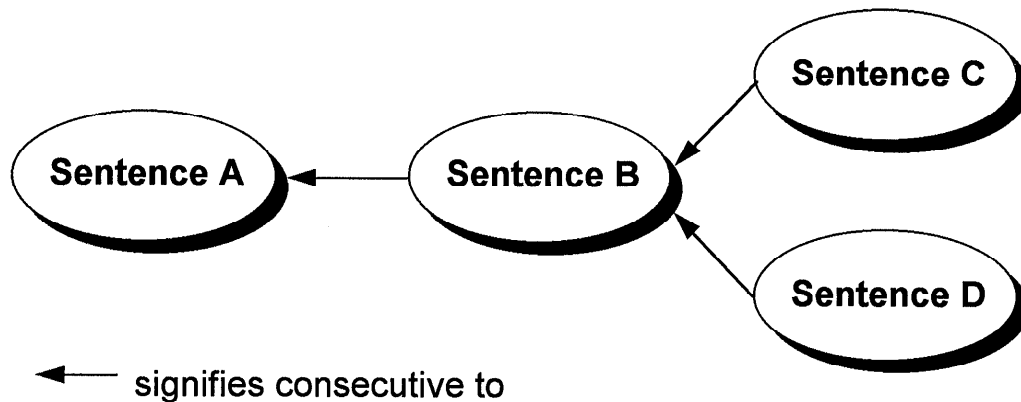 Sentence C
Sentence A
Sentence B
Sentence D
signifies consecutive to